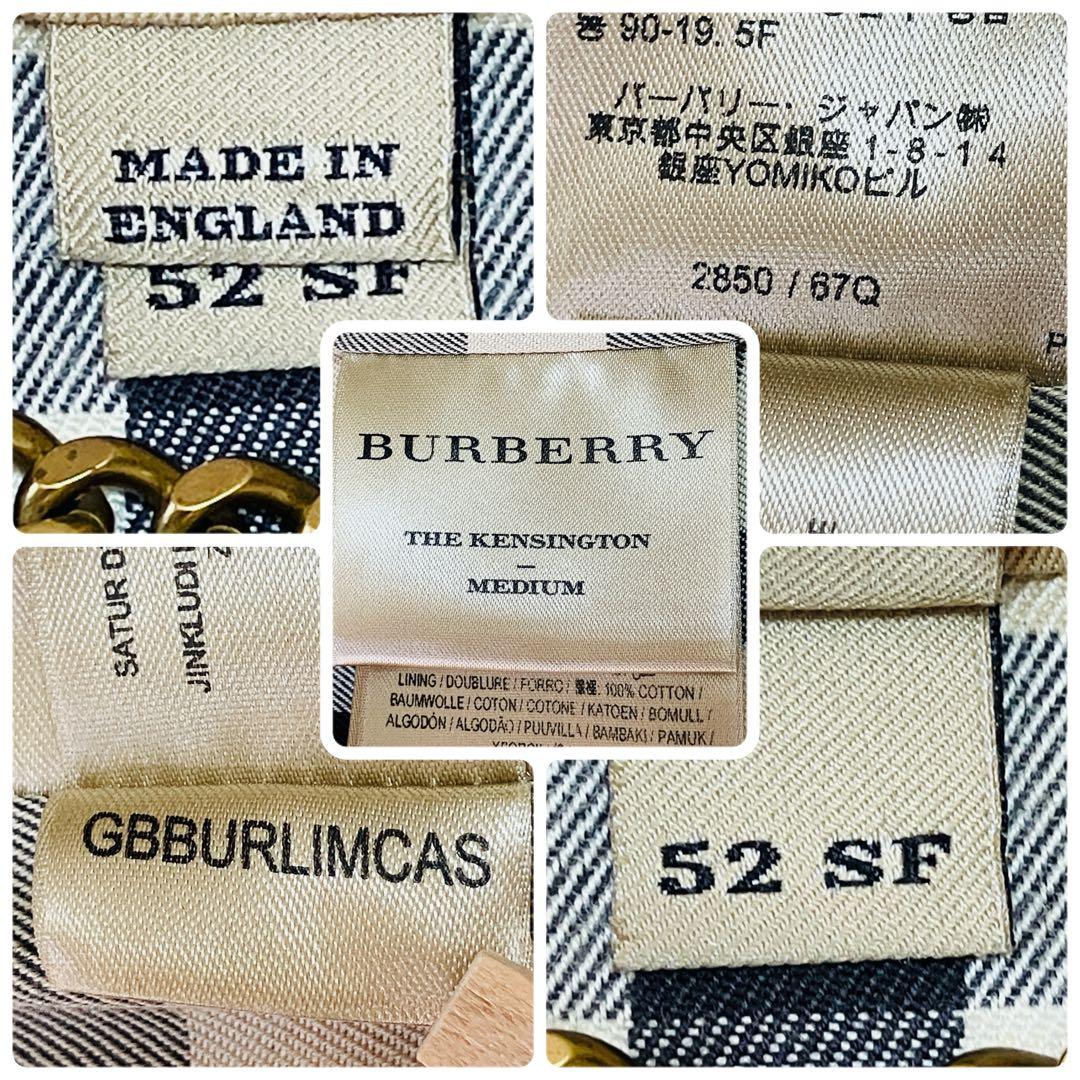 MADE IN
ENGLAND
52 SF
巻 90-19. 5F
バーバリー・ジャパン㈱
東京都中央区銀座 1-8-14
銀座YOMIKOビル
2850 / 67Q
BURBERRY
THE KENSINGTON
–
MEDIUM
LINING / DOUBLURE / FORRO / 100% COTTON /
BAUMWOLLE / COTON / COTONE / KATOEN / BOMULL /
ALGODÓN / ALGODÃO / PUUVILLA / BAMBAKI / PAMUK /
SATUR
JINKLUDI
GBBURLIMCAS
52 SF